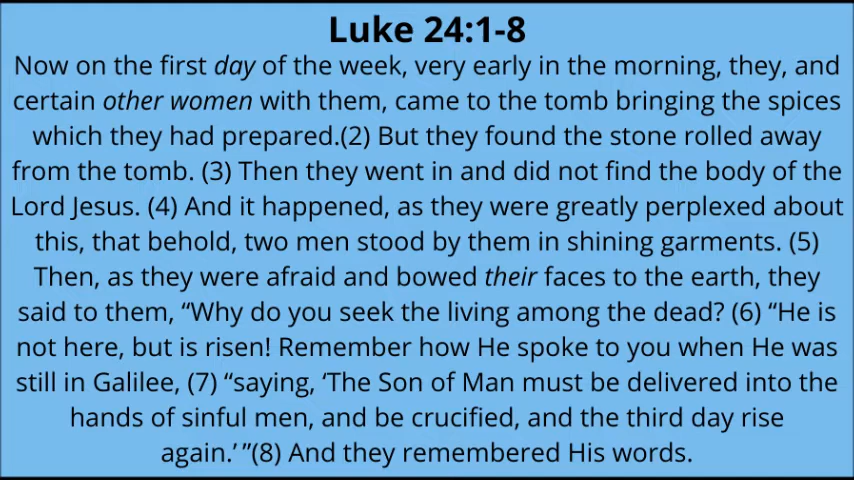 Luke 24:1-8
Now on the first day of the week, very early in the morning, they, and
certain other women with them, came to the tomb bringing the spices
which they had prepared.(2) But they found the stone rolled away
from the tomb. (3) Then they went in and did not find the body of the
Lord Jesus. (4) And it happened, as they were greatly perplexed about
this, that behold, two men stood by them in shining garments. (5)
Then, as they were afraid and bowed their faces to the earth, they
said to them, “Why do you seek the living among the dead? (6) “He is
not here, but is risen! Remember how He spoke to you when He was
still in Galilee, (7) “saying, ‘The Son of Man must be delivered into the
hands of sinful men, and be crucified, and the third day rise
again.’ ”(8) And they remembered His words.